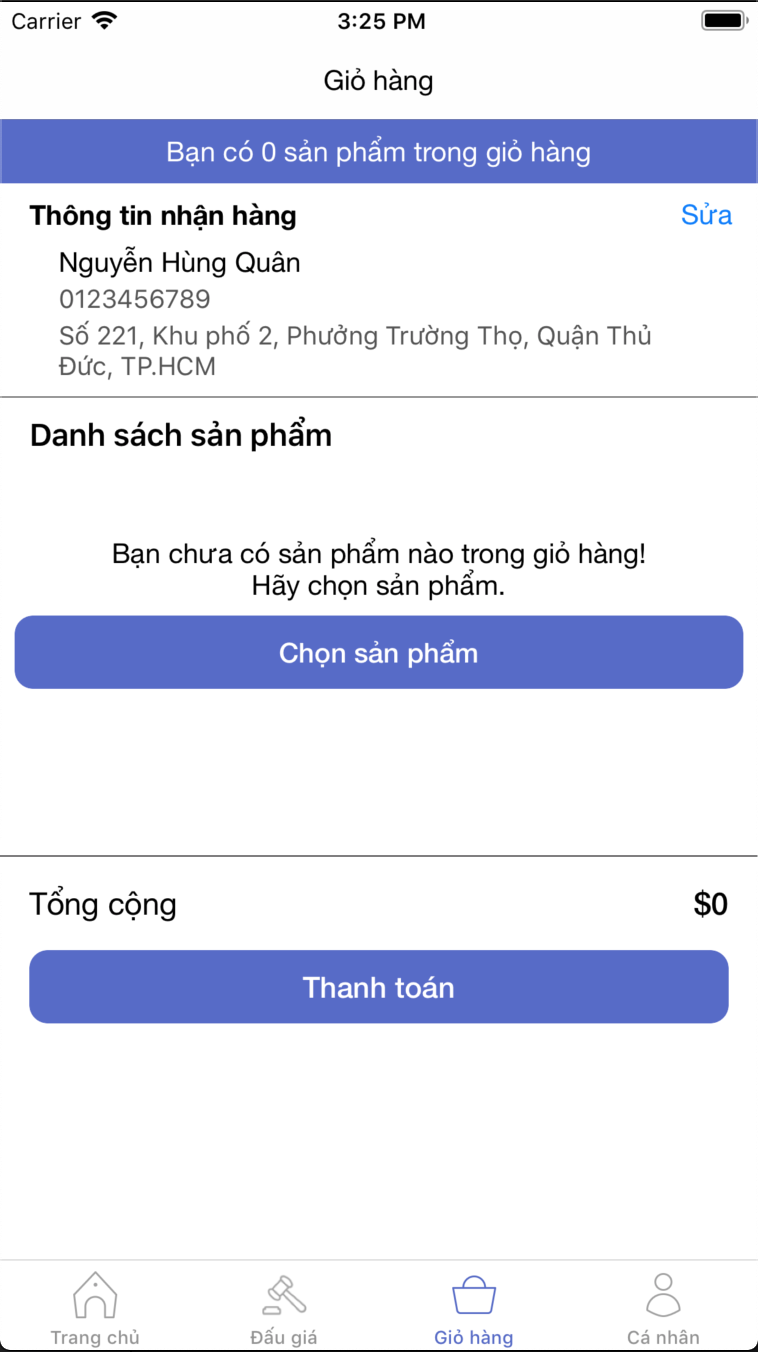 Carrier
3:25 PM
Giỏ hàng
Bạn có 0 sản phẩm trong giỏ hàng
Thông tin nhận hàng
Sửa
Nguyễn Hùng Quân
0123456789
Số 221, Khu phố 2, Phưởng Trường Thọ, Quận Thủ
Đức, TP.HCM
Danh sách sản phẩm
Bạn chưa có sản phẩm nào trong giỏ hàng!
Hãy chọn sản phẩm.
Chọn sản phẩm
Tổng cộng
$0
Thanh toán
Trang chủ
Đấu giá
Giỏ hàng
Cá nhân